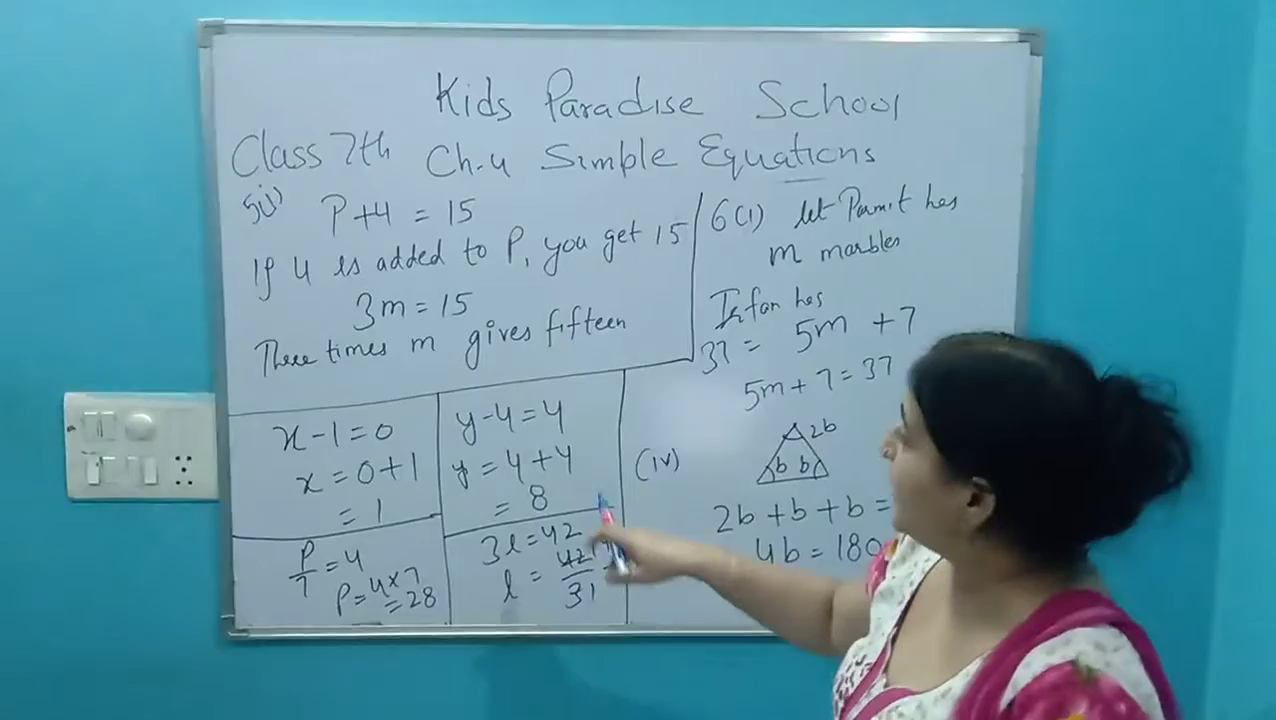 Kids Paradise School
Class 7th Ch.4 Simple Equations
5(i) P+4 = 15
If 4 is added to P, you get 15
3m = 15
Three times m gives fifteen
6(i) let Parmit has
m marbles
Irfan has
37 = 5m + 7
5m + 7 = 37
x - 1 = 0
x = 0 + 1
= 1
y - 4 = 4
y = 4 + 4
= 8
P/7 = 4
P = 4 × 7
= 28
3l = 42
l = 42/3
(iv)
2b
b b
2b + b + b =
4b = 180